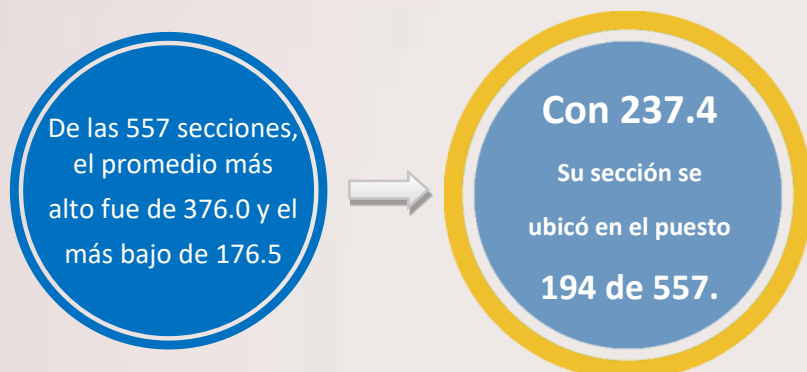 De las 557 secciones,
el promedio más
alto fue de 376.0 y el
más bajo de 176.5
Con 237.4
Su sección se
ubicó en el puesto
194 de 557.